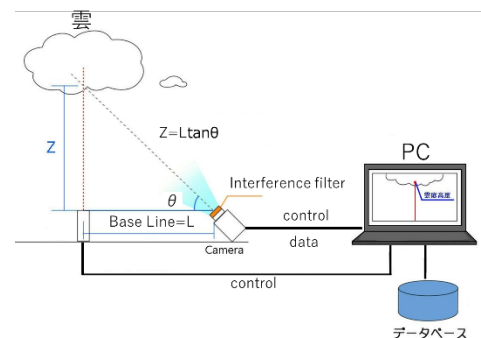 雲
Z=Ltanθ
Z
PC
Interference filter
雲底高度
θ
Base Line=L
control
Camera
data
control
データベース